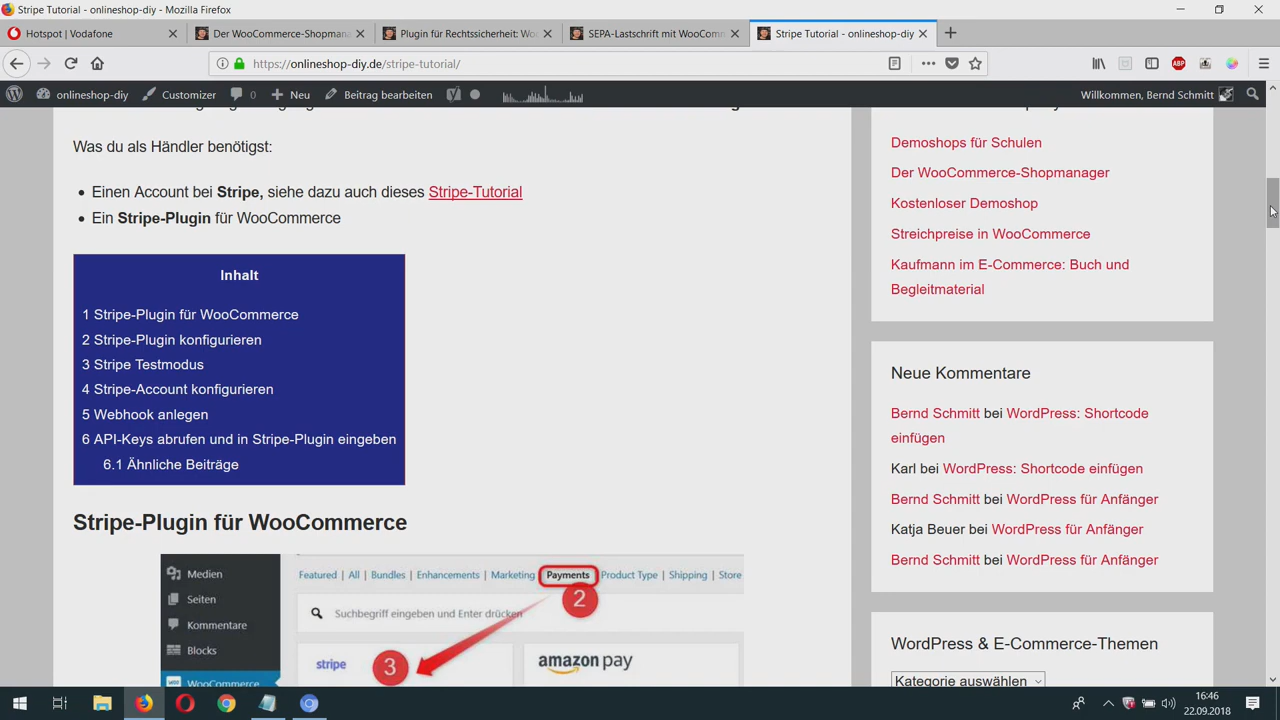 Stripe Tutorial - onlineshop-diy - Mozilla Firefox
Hotspot | Vodafone
Der WooCommerce-Shopmana
Plugin für Rechtssicherheit: Woo
SEPA-Lastschrift mit WooComm
Stripe Tutorial - onlineshop-diy
https://onlineshop-diy.de/stripe-tutorial/
ABP
onlineshop-diy
Customizer
0
Neu
Beitrag bearbeiten
Willkommen, Bernd Schmitt
Was du als Händler benötigst:
Einen Account bei Stripe, siehe dazu auch dieses Stripe-Tutorial
Ein Stripe-Plugin für WooCommerce
Inhalt
1 Stripe-Plugin für WooCommerce
2 Stripe-Plugin konfigurieren
3 Stripe Testmodus
4 Stripe-Account konfigurieren
5 Webhook anlegen
6 API-Keys abrufen und in Stripe-Plugin eingeben
6.1 Ähnliche Beiträge
Stripe-Plugin für WooCommerce
Medien
Seiten
Kommentare
Blocks
WooCommerce
Featured | All | Bundles | Enhancements | Marketing | Payments | Product Type | Shipping | Store
2
Suchbegriff eingeben und Enter drücken
stripe
3
amazon pay
Demoshops für Schulen
Der WooCommerce-Shopmanager
Kostenloser Demoshop
Streichpreise in WooCommerce
Kaufmann im E-Commerce: Buch und
Begleitmaterial
Neue Kommentare
Bernd Schmitt bei WordPress: Shortcode
einfügen
Karl bei WordPress: Shortcode einfügen
Bernd Schmitt bei WordPress für Anfänger
Katja Beuer bei WordPress für Anfänger
Bernd Schmitt bei WordPress für Anfänger
WordPress & E-Commerce-Themen
Kategorie auswählen
16:46
22.09.2018